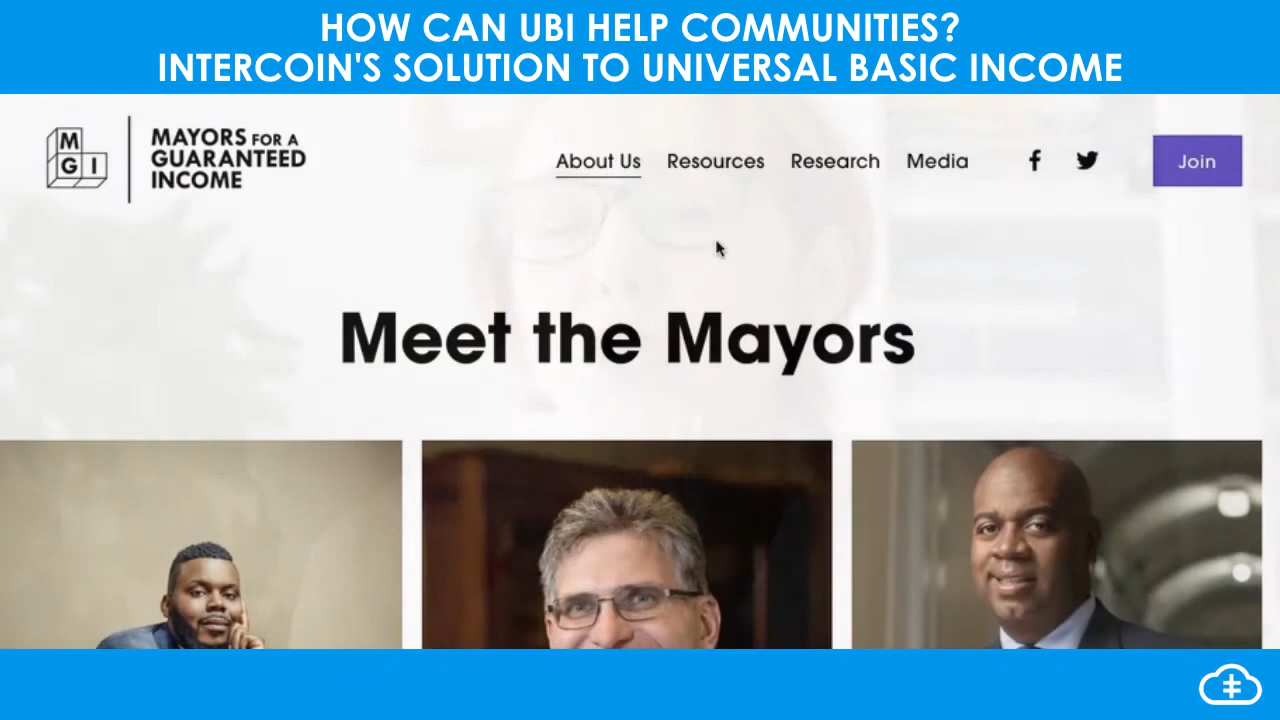 HOW CAN UBI HELP COMMUNITIES?
INTERCOIN'S SOLUTION TO UNIVERSAL BASIC INCOME
M
G I
MAYORS FOR A
GUARANTEED
INCOME
About Us Resources Research Media Join
Meet the Mayors